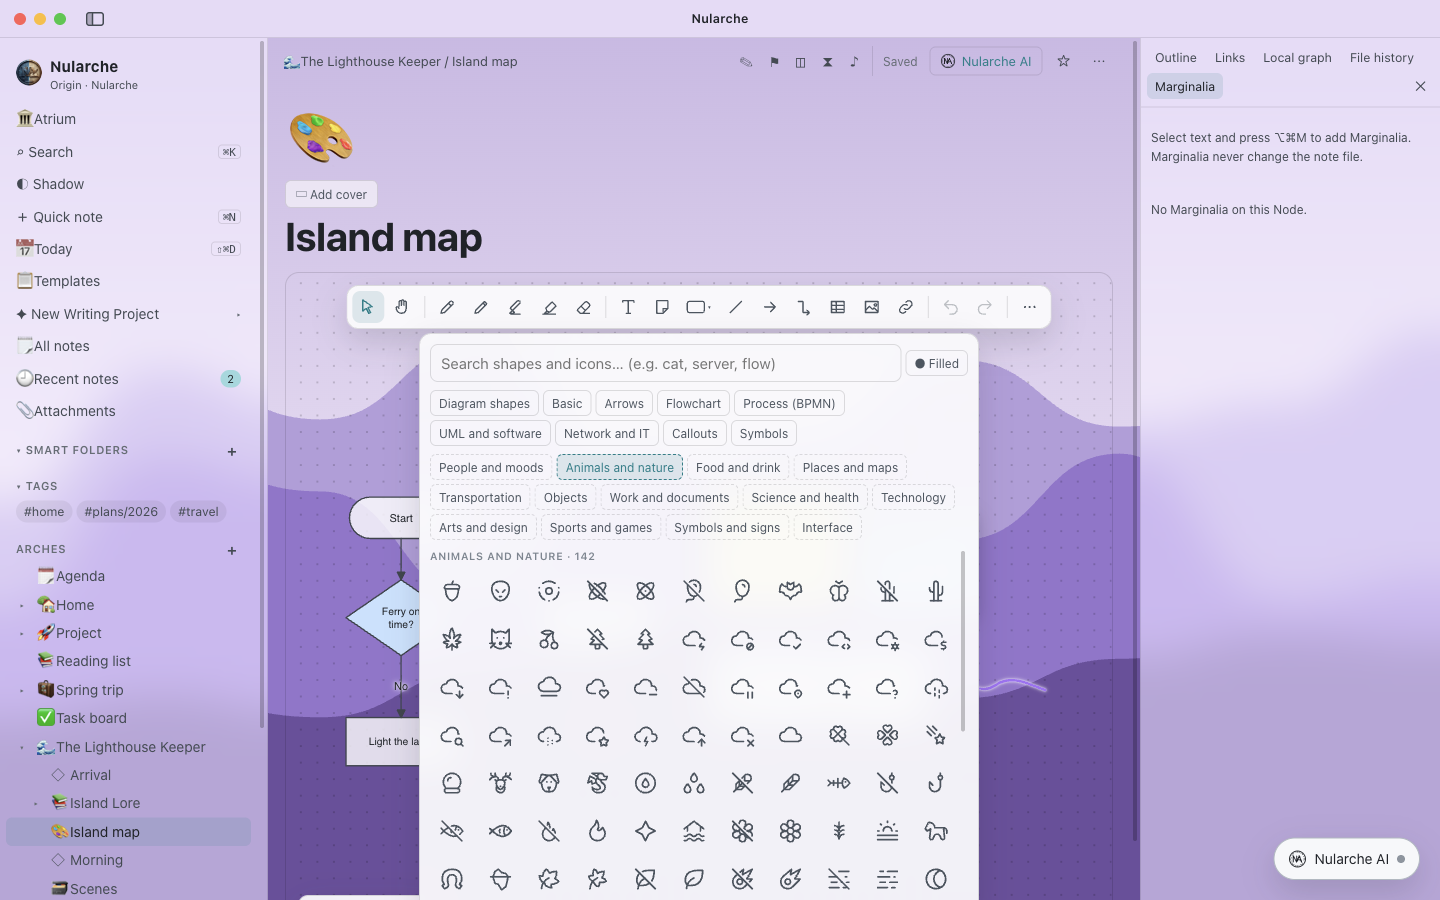 Nularche
Nularche
Origin · Nularche
Atrium
Search ⌘K
Shadow
Quick note ⌘N
Today ⇧⌘D
Templates
New Writing Project
All notes
Recent notes 2
Attachments
SMART FOLDERS
TAGS
#home #plans/2026 #travel
ARCHES
Agenda
Home
Project
Reading list
Spring trip
Task board
The Lighthouse Keeper
Arrival
Island Lore
Island map
Morning
Scenes
The Lighthouse Keeper / Island map
Saved
Nularche AI
Add cover
Island map
Search shapes and icons... (e.g. cat, server, flow)
Filled
Diagram shapes Basic Arrows Flowchart Process (BPMN)
UML and software Network and IT Callouts Symbols
People and moods Animals and nature Food and drink Places and maps
Transportation Objects Work and documents Science and health Technology
Arts and design Sports and games Symbols and signs Interface
ANIMALS AND NATURE · 142
Start
Ferry on
time?
No
Light the la
Outline Links Local graph File history
Marginalia
Select text and press ⌥⌘M to add Marginalia.
Marginalia never change the note file.
No Marginalia on this Node.
Nularche AI